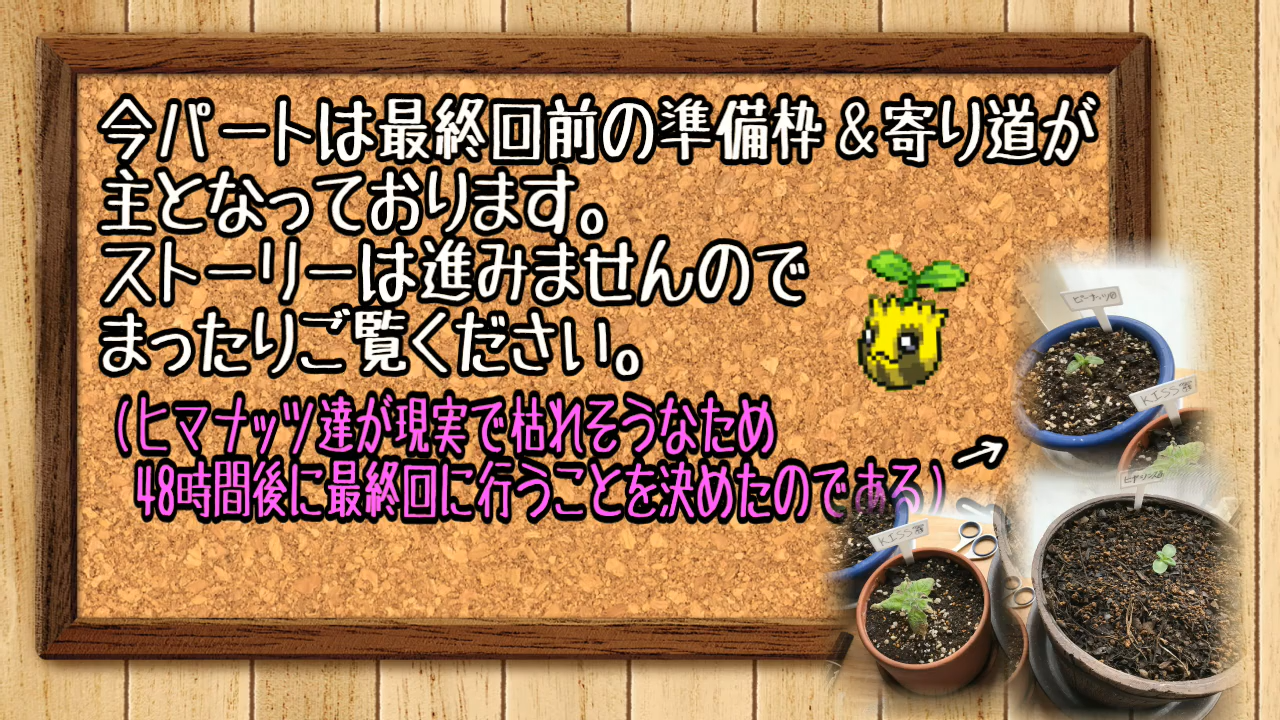 今パートは最終回前の準備枠&寄り道が
主となっております。
ストーリーは進みませんので
まったりご覧ください。
(ヒマナッツ達が現実で枯れそうなため
48時間後に最終回に行うことを決めたのである)
KISS
KISS